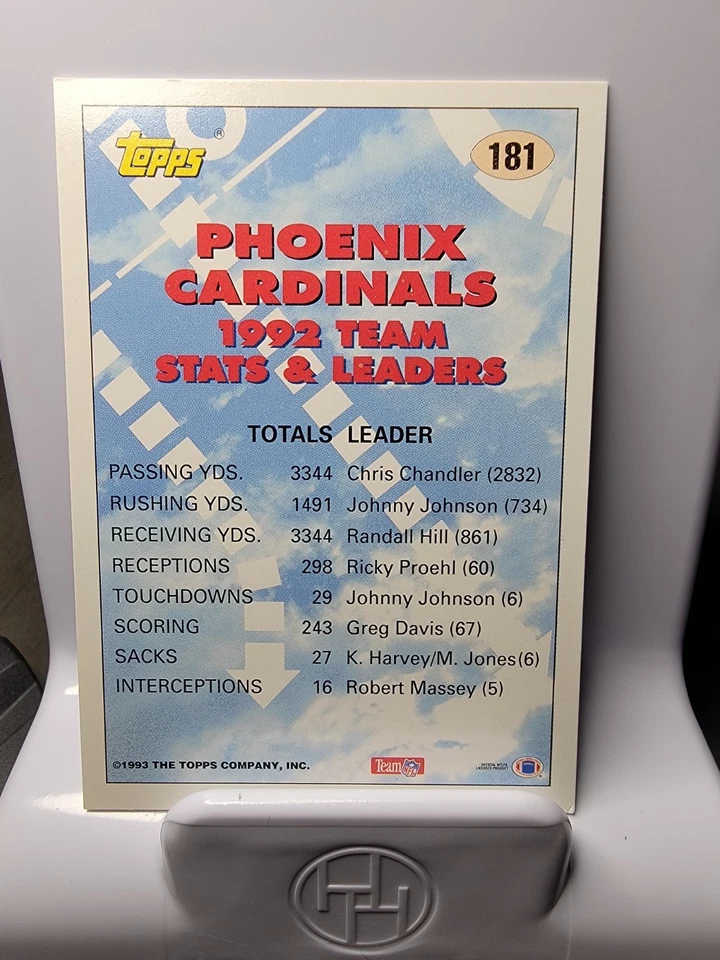 Topps ®
181
PHOENIX
CARDINALS
1992 TEAM
STATS & LEADERS
TOTALS LEADER
PASSING YDS. 3344 Chris Chandler (2832)
RUSHING YDS. 1491 Johnny Johnson (734)
RECEIVING YDS. 3344 Randall Hill (861)
RECEPTIONS 298 Ricky Proehl (60)
TOUCHDOWNS 29 Johnny Johnson (6)
SCORING 243 Greg Davis (67)
SACKS 27 K. Harvey/M. Jones(6)
INTERCEPTIONS 16 Robert Massey (5)
©1993 THE TOPPS COMPANY, INC.
Team NFL